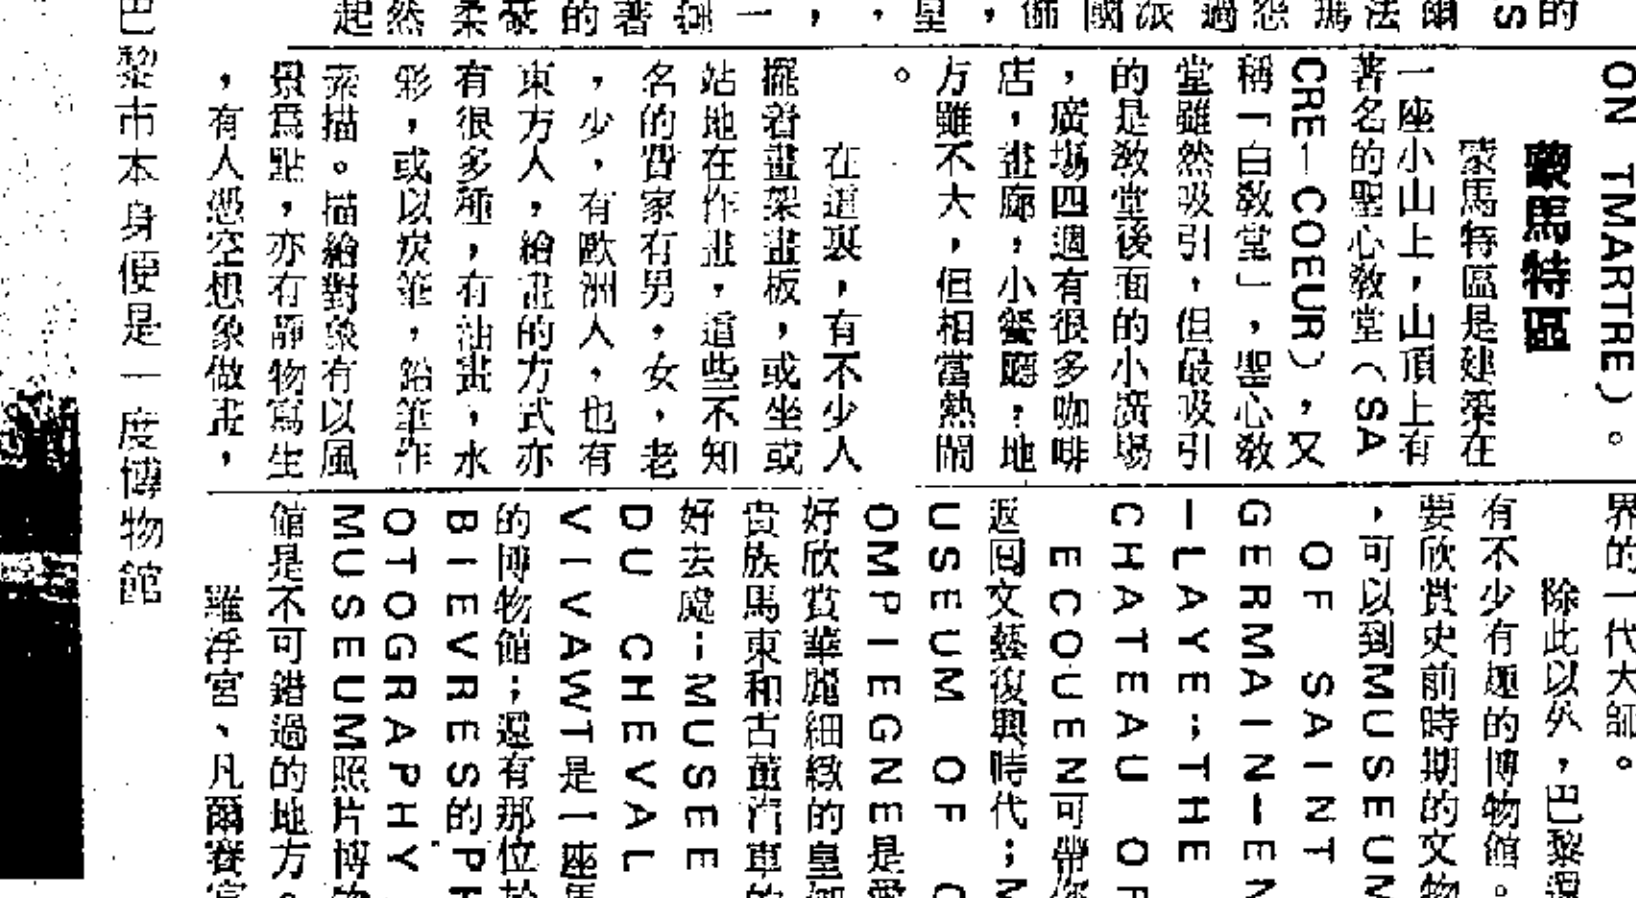 ON TMARTRE)。
蒙馬特區
蒙馬特區是建築在
一座小山上，山頂上有
著名的聖心教堂（SA
CRE－COEUR），又
稱「白教堂」，聖心教
堂雖然吸引，但最吸引
的是教堂後面的小廣場
，廣場四週有很多咖啡
店，畫廊，小餐廳，地
方雖不大，但相當熱鬧
。
在這裏，有不少人
擺着畫架畫板，或坐或
站地在作畫，這些不知
名的畫家有男，女，老
，少，有歐洲人，也有
東方人，繪畫的方式亦
有很多種，有油畫，水
彩，或以炭筆，鉛筆作
素描。描繪對象有以風
景爲點，亦有靜物寫生
，有人憑空想象做畫，
界的一代大師。
除此以外，巴黎還
有不少有趣的博物館。
要欣賞史前時期的文物
，可以到MUSEUM
OF SAINT
GERMAIN－EN
－LAYE；THE
CHATEAU OF
ECOUEN可帶你
返回文藝復興時代；M
USEUM OF C
OMPIEGNE是愛
好欣賞華麗細緻的皇
貴族馬東和古董汽車的
好去處；MUSEE
DU CHEVAL
VIVAWT是一座馬
的博物館；還有那位於
BIEVRES的PH
OTOGRAPHY
MUSEUM照片博物
館是不可錯過的地方。
羅浮宮、凡爾賽宮
巴黎市本身便是一度博物館